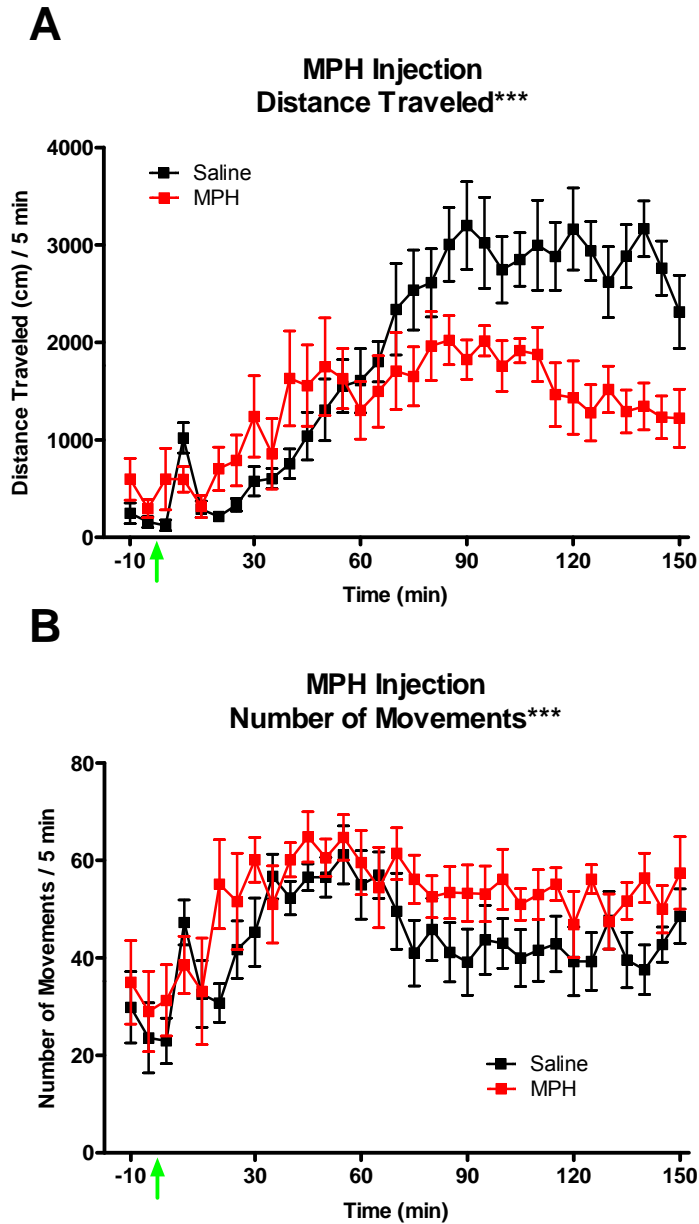 A
MPH Injection
Distance Traveled***
4000
3000
2000
1000
0
Distance Traveled (cm) / 5 min
Saline
MPH
-10 30 60 90 120 150
Time (min)
B
MPH Injection
Number of Movements***
80
60
40
20
0
Number of Movements / 5 min
Saline
MPH
-10 30 60 90 120 150
Time (min)